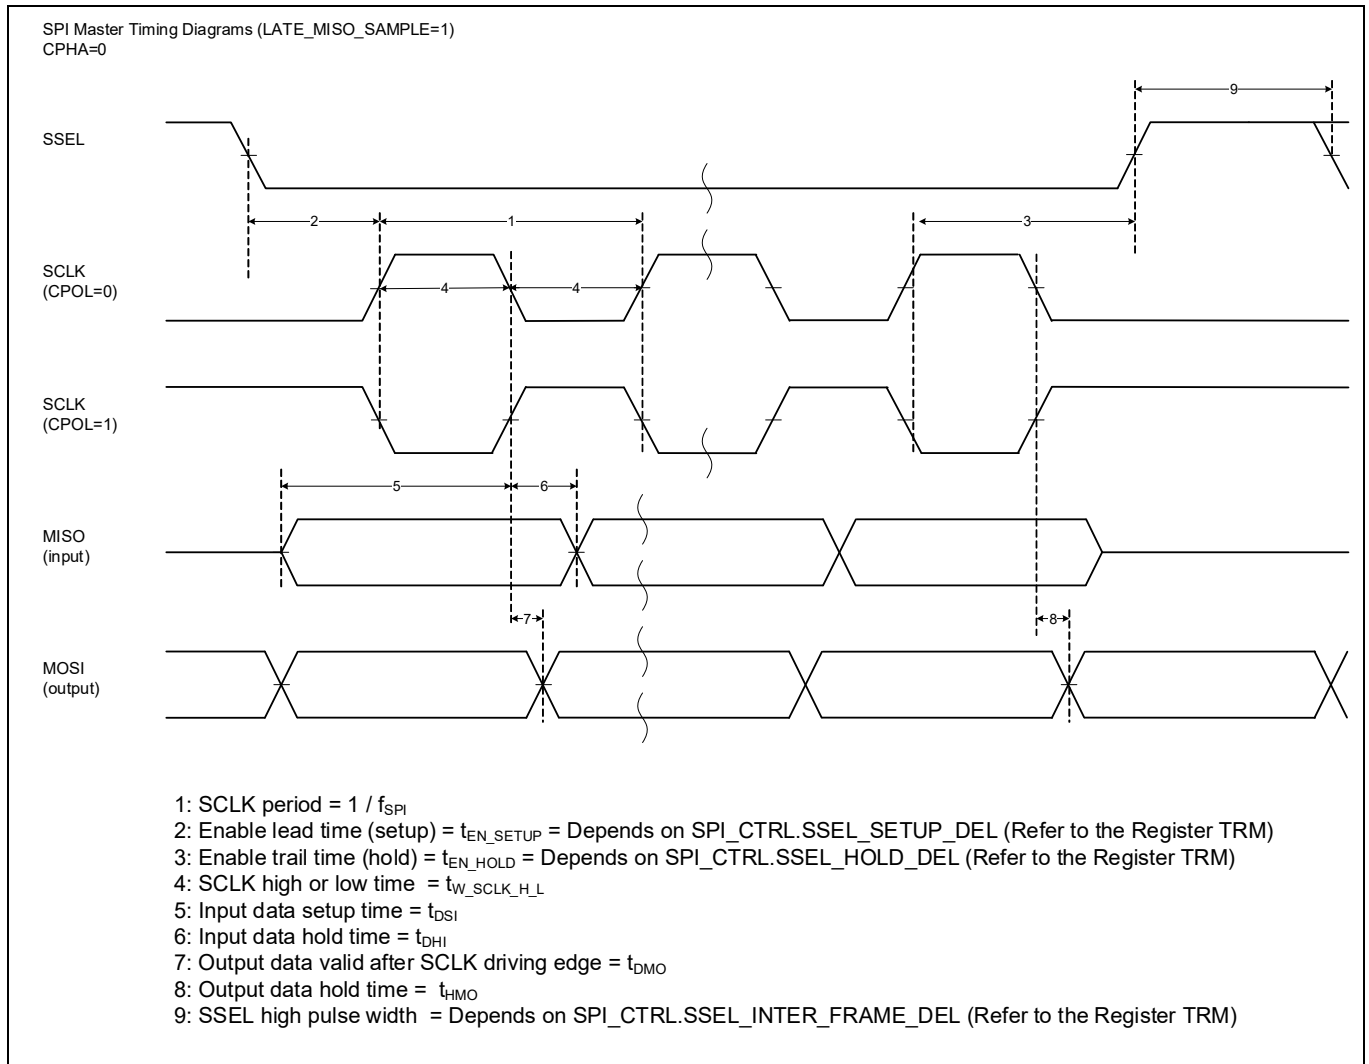 SPI Master Timing Diagrams (LATE_MISO_SAMPLE=1)
CPHA=0
9
SSEL
2
1
3
SCLK
(CPOL=0)
4
4
SCLK
(CPOL=1)
5
6
MISO
(input)
7
8
MOSI
(output)
1: SCLK period = 1 / fSPI
2: Enable lead time (setup) = tEN_SETUP = Depends on SPI_CTRL.SSEL_SETUP_DEL (Refer to the Register TRM)
3: Enable trail time (hold) = tEN_HOLD = Depends on SPI_CTRL.SSEL_HOLD_DEL (Refer to the Register TRM)
4: SCLK high or low time = tW_SCLK_H_L
5: Input data setup time = tDSI
6: Input data hold time = tDHI
7: Output data valid after SCLK driving edge = tDMO
8: Output data hold time = tHMO
9: SSEL high pulse width = Depends on SPI_CTRL.SSEL_INTER_FRAME_DEL (Refer to the Register TRM)